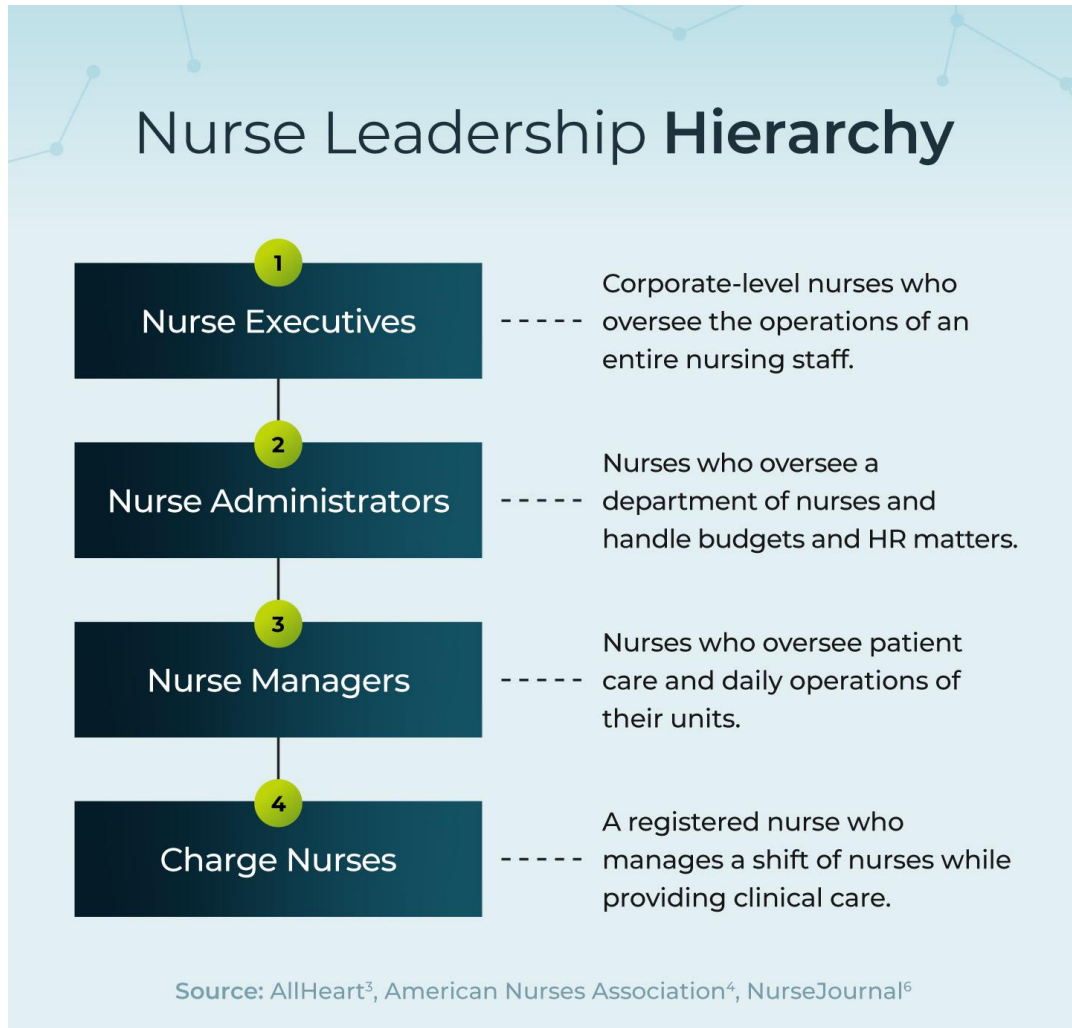 Nurse Leadership Hierarchy
1
Nurse Executives
Corporate-level nurses who
oversee the operations of an
entire nursing staff.
2
Nurse Administrators
Nurses who oversee a
department of nurses and
handle budgets and HR matters.
3
Nurse Managers
Nurses who oversee patient
care and daily operations of
their units.
4
Charge Nurses
A registered nurse who
manages a shift of nurses while
providing clinical care.
Source: AllHeart³, American Nurses Association⁴, NurseJournal⁶